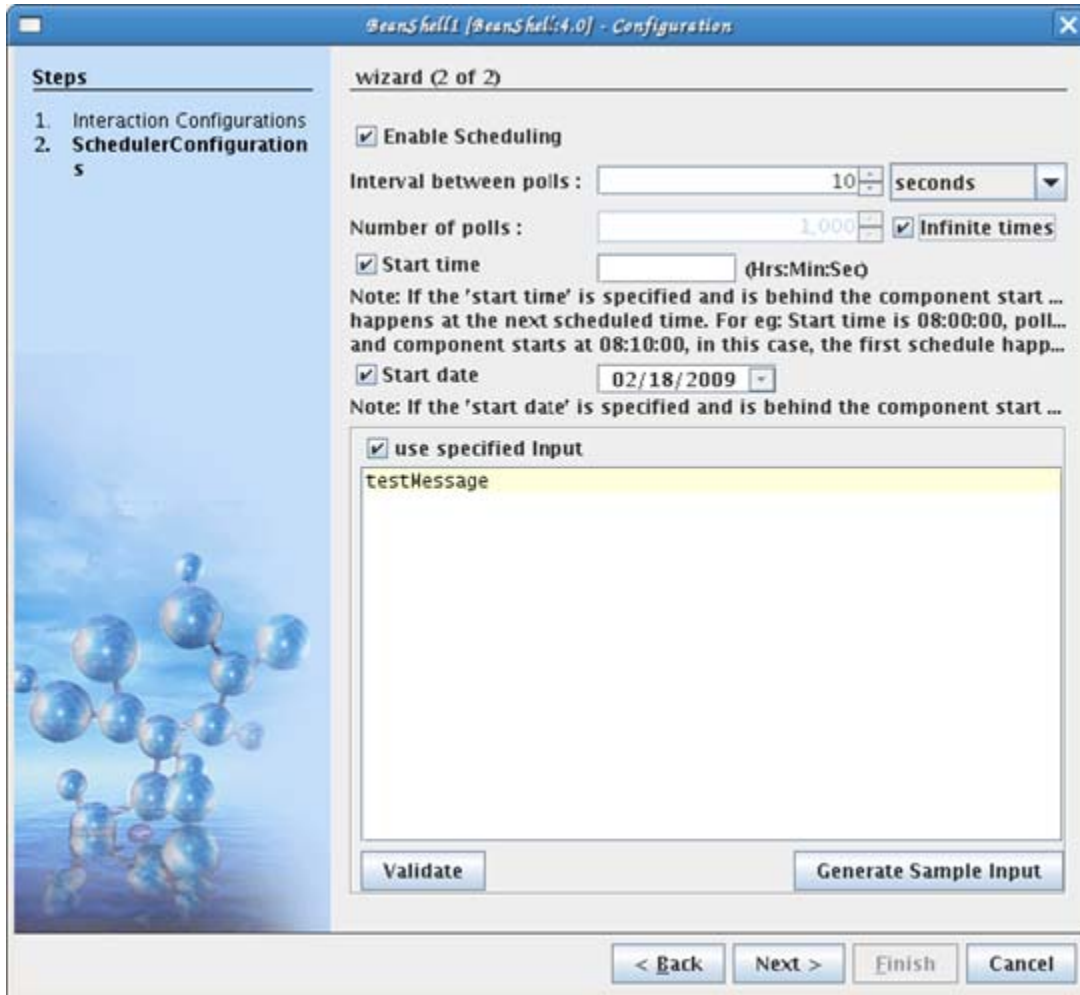 BeanShell1 [BeanShell:4.0] - Configuration
Steps
1. Interaction Configurations
2. SchedulerConfiguration
s
wizard (2 of 2)
Enable Scheduling
Interval between polls : 10 seconds
Number of polls : 1,000 Infinite times
Start time (Hrs:Min:Sec)
Note: If the 'start time' is specified and is behind the component start ...
happens at the next scheduled time. For eg: Start time is 08:00:00, poll...
and component starts at 08:10:00, in this case, the first schedule happ...
Start date 02/18/2009
Note: If the 'start date' is specified and is behind the component start ...
use specified Input
testMessage
Validate Generate Sample Input
< Back Next > Finish Cancel